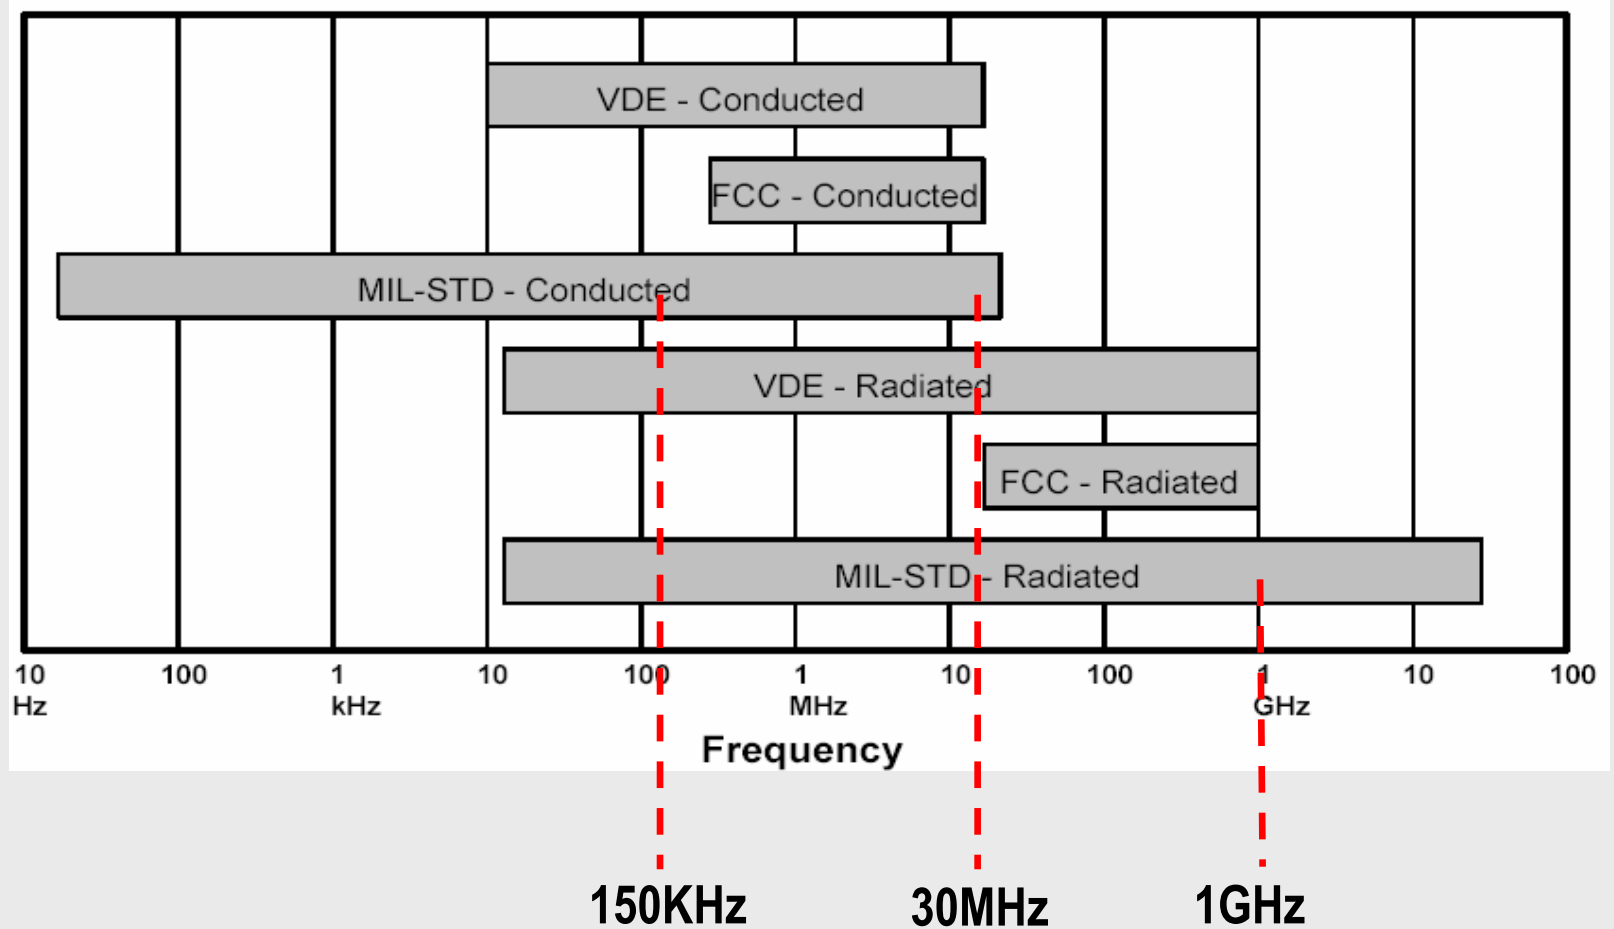 VDE - Conducted
FCC - Conducted
MIL-STD - Conducted
VDE - Radiated
FCC - Radiated
MIL-STD - Radiated
10 100 1 10 100 1 10 100 1 10 100
Hz kHz MHz GHz
Frequency
150KHz 30MHz 1GHz